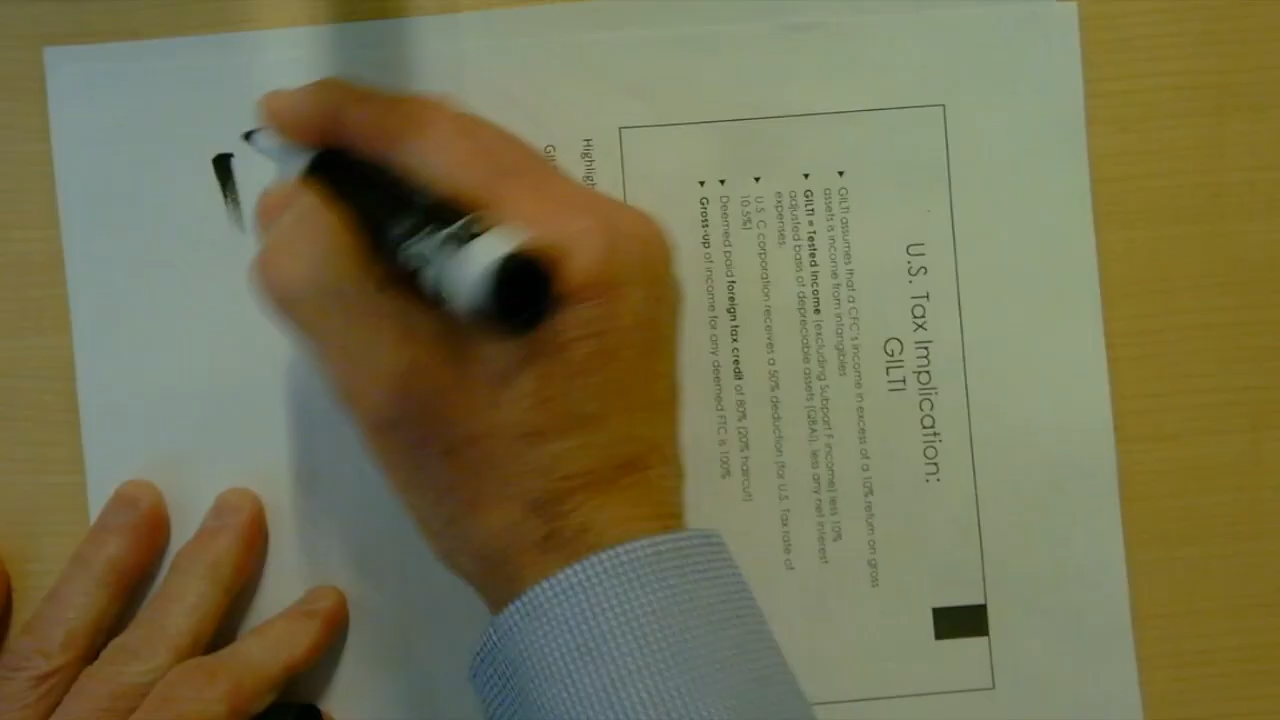 U.S. Tax Implication:
GILTI
‣ GILTI assumes that a CFC's income in excess of a 10% return on gross
assets is income from intangibles
‣ GILTI = Tested Income (excluding Subpart F income) less 10%
adjusted basis of depreciable assets (QBAI), less any net interest
expenses.
‣ U.S. C corporation receives a 50% deduction (for U.S. Tax rate of
10.5%)
‣ Deemed paid foreign tax credit of 80% (20% haircut)
‣ Gross-up of income for any deemed FTC is 100%
Highligh
GIL